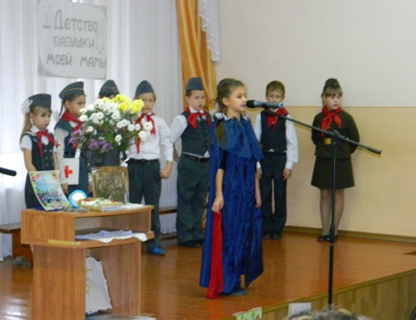 Детство
бабушки
моей мамы